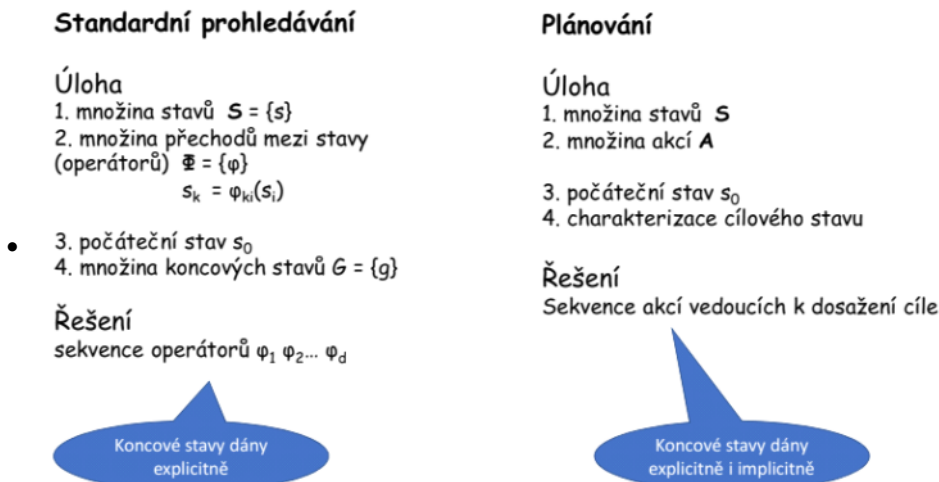 Standardní prohledávání
Úloha
1. množina stavů S = {s}
2. množina přechodů mezi stavy
(operátorů) Φ = {φ}
sₖ = φₖᵢ(sᵢ)
3. počáteční stav s₀
4. množina koncových stavů G = {g}
Řešení
sekvence operátorů φ₁ φ₂... φ_d
Koncové stavy dány
explicitně
Plánování
Úloha
1. množina stavů S
2. množina akcí A
3. počáteční stav s₀
4. charakterizace cílového stavu
Řešení
Sekvence akcí vedoucích k dosažení cíle
Koncové stavy dány
explicitně i implicitně